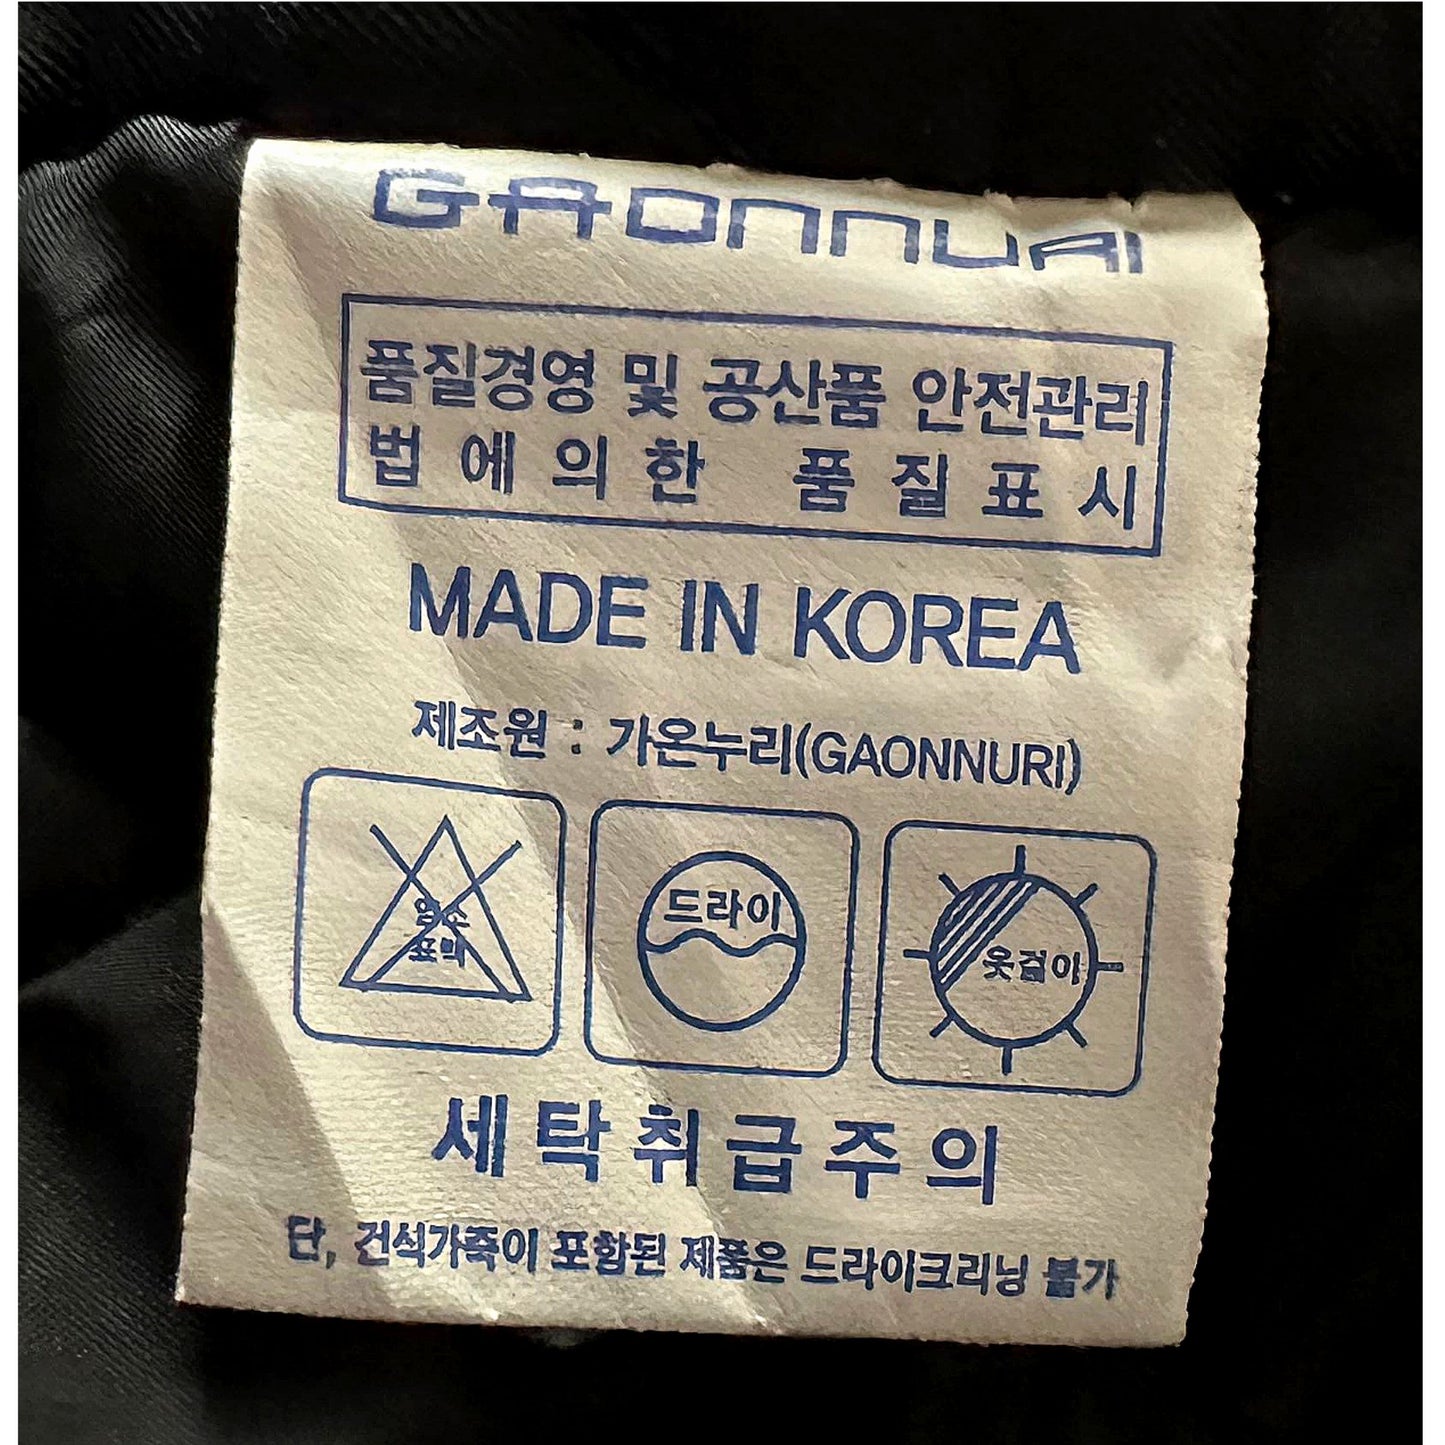 GAONNURI
품질경영 및 공산품 안전관리
법에의한 품질표시
MADE IN KOREA
제조원 : 가온누리(GAONNURI)
염소
표백
드라이
옷걸이
세탁취급주의
단, 건석가죽이 포함된 제품은 드라이크리닝 불가